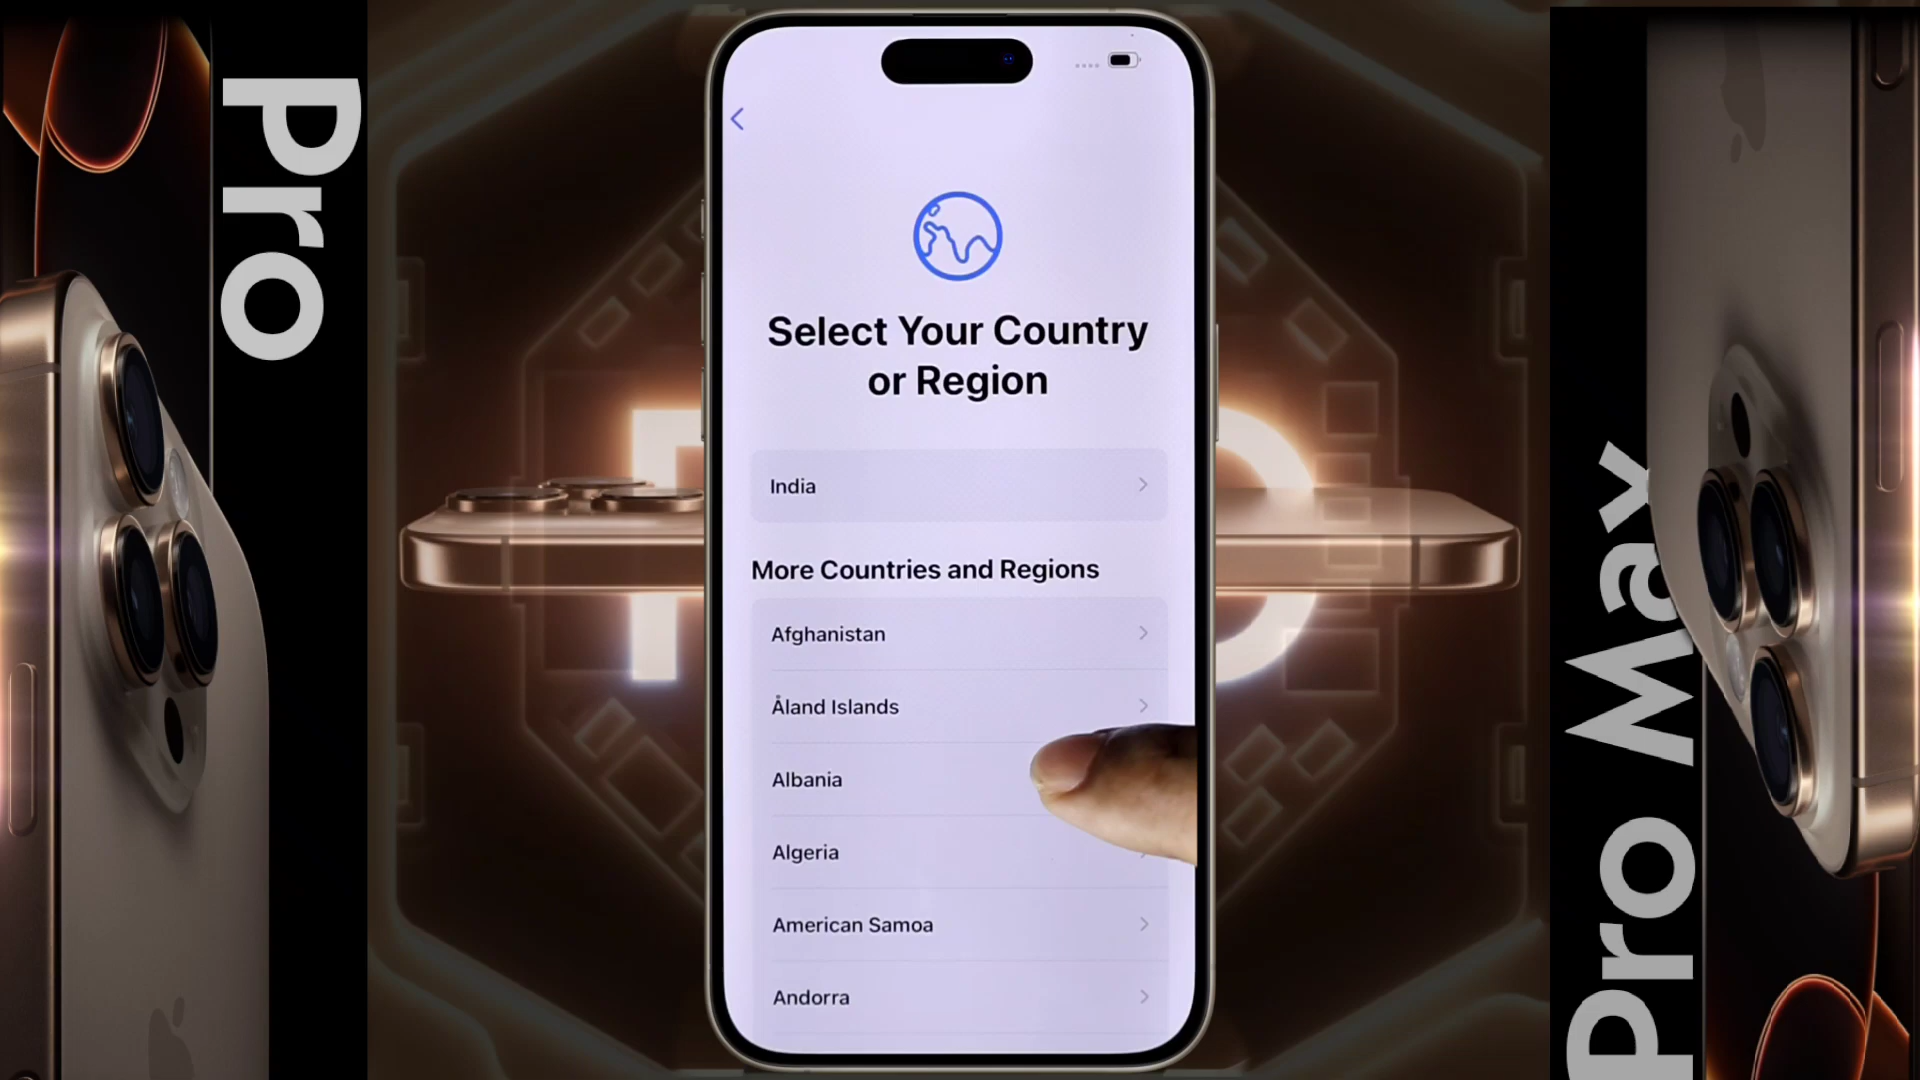 Pro
Select Your Country
or Region
India
More Countries and Regions
Afghanistan
Åland Islands
Albania
Algeria
American Samoa
Andorra
Pro Max